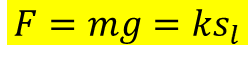 F = mg = ks_l